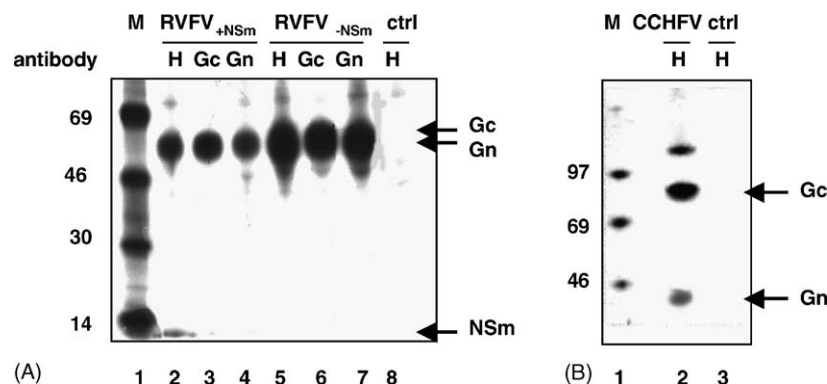 M RVFV +NSm RVFV -NSm ctrl
antibody H Gc Gn H Gc Gn H
69
46
30
14
Gc
Gn
NSm
(A) 1 2 3 4 5 6 7 8
M CCHFV ctrl
H H
97
69
46
Gc
Gn
(B) 1 2 3